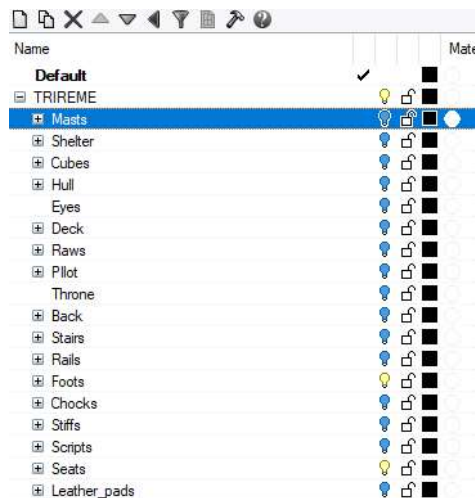 Name
Mate
Default
TRIREME
Masts
Shelter
Cubes
Hull
Eyes
Deck
Raws
PIlot
Throne
Back
Stairs
Rails
Foots
Chocks
Stiffs
Scripts
Seats
Leather_pads